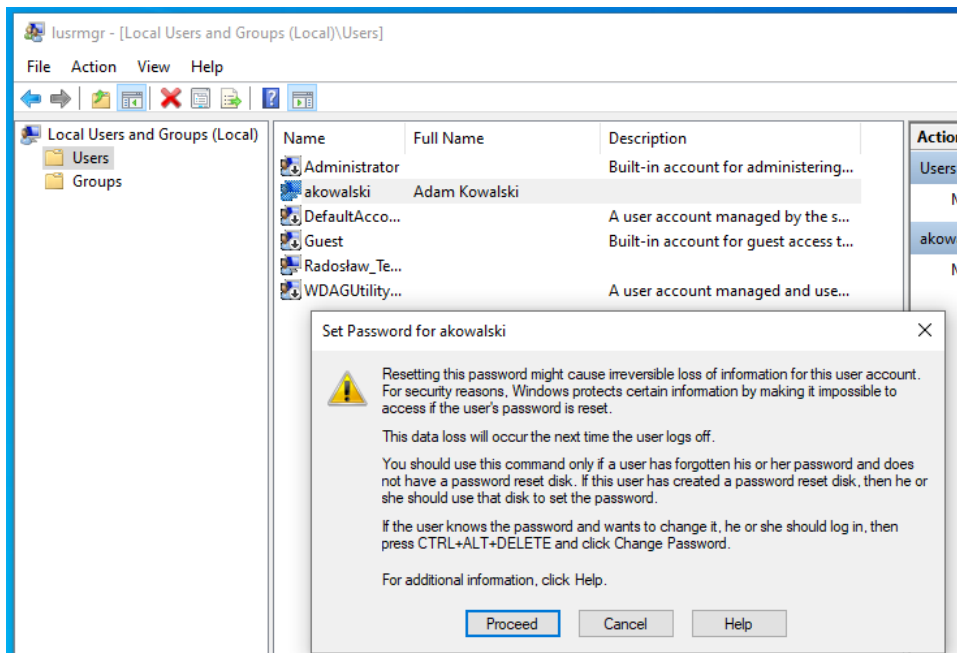 lusrmgr - [Local Users and Groups (Local)\Users]
File Action View Help
Local Users and Groups (Local)
Users
Groups
Name Full Name Description
Administrator Built-in account for administering...
akowalski Adam Kowalski
DefaultAcco... A user account managed by the s...
Guest Built-in account for guest access t...
Radosław_Te...
WDAGUtility... A user account managed and use...
Actio
Users
akow
Set Password for akowalski
Resetting this password might cause irreversible loss of information for this user account.
For security reasons, Windows protects certain information by making it impossible to
access if the user's password is reset.
This data loss will occur the next time the user logs off.
You should use this command only if a user has forgotten his or her password and does
not have a password reset disk. If this user has created a password reset disk, then he or
she should use that disk to set the password.
If the user knows the password and wants to change it, he or she should log in, then
press CTRL+ALT+DELETE and click Change Password.
For additional information, click Help.
Proceed Cancel Help